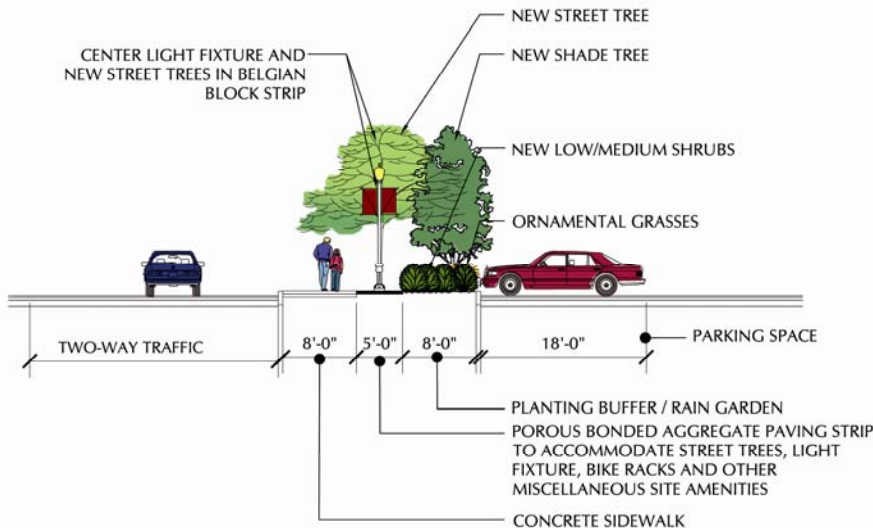 NEW STREET TREE
CENTER LIGHT FIXTURE AND
NEW STREET TREES IN BELGIAN
BLOCK STRIP
NEW SHADE TREE
NEW LOW/MEDIUM SHRUBS
ORNAMENTAL GRASSES
TWO-WAY TRAFFIC
8'-0"
5'-0"
8'-0"
18'-0"
PARKING SPACE
PLANTING BUFFER / RAIN GARDEN
POROUS BONDED AGGREGATE PAVING STRIP
TO ACCOMMODATE STREET TREES, LIGHT
FIXTURE, BIKE RACKS AND OTHER
MISCELLANEOUS SITE AMENITIES
CONCRETE SIDEWALK